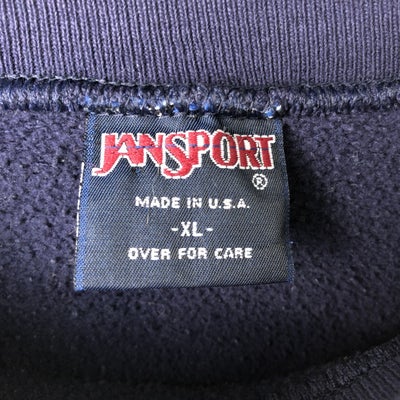 JANSPORT
®
MADE IN U.S.A.
-XL-
OVER FOR CARE